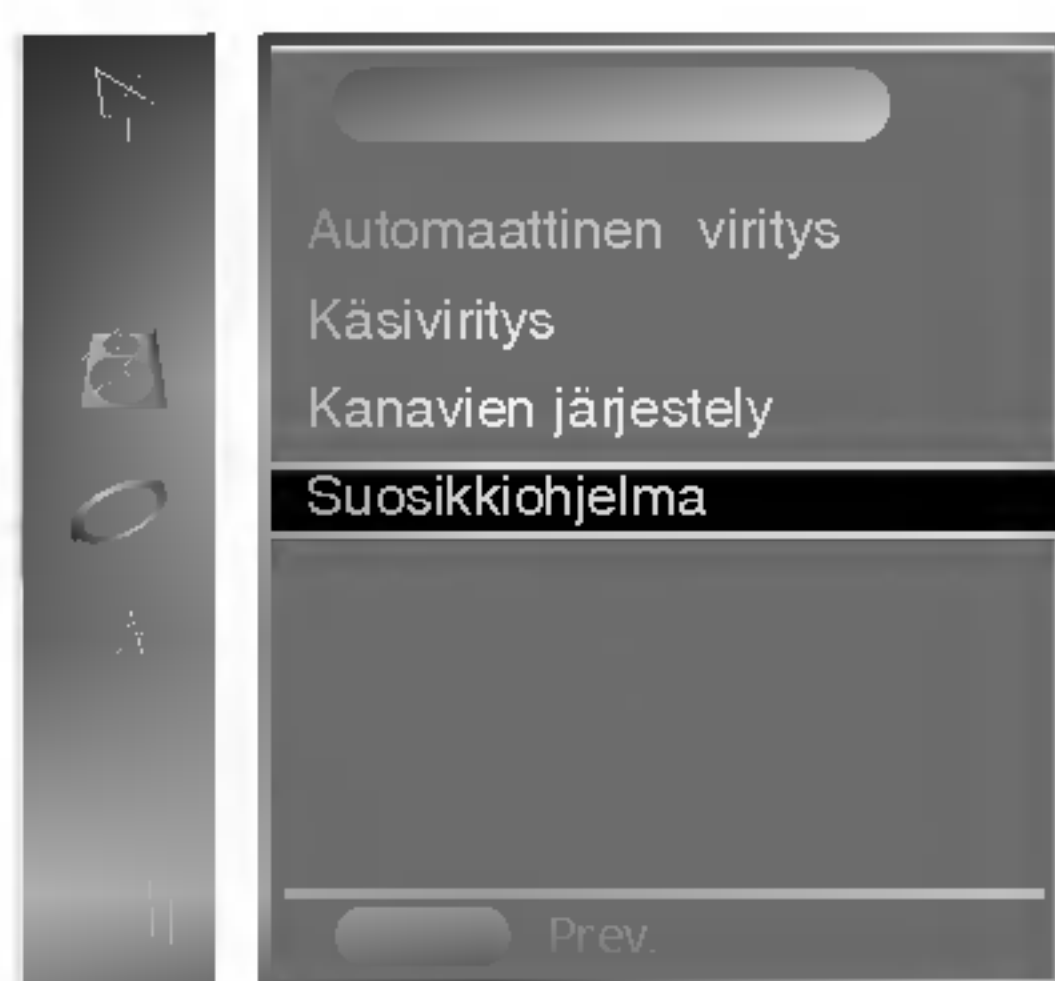 Automaattinen viritys
Käsiviritys
Kanavien järjestely
Suosikkiohjelma
Prev.